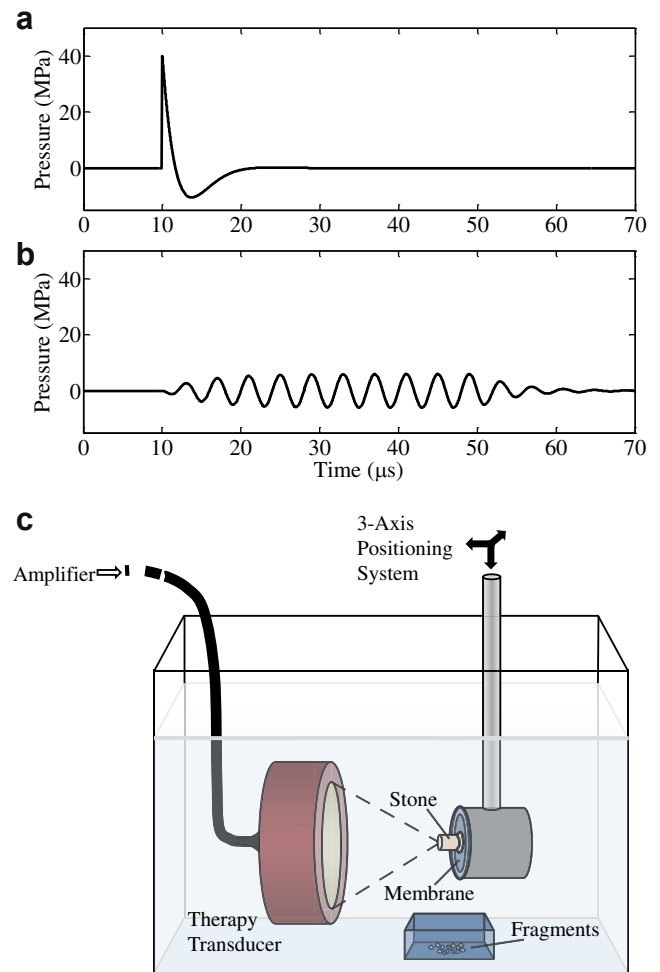 a
Pressure (MPa)
40
20
0
0 10 20 30 40 50 60 70
b
Pressure (MPa)
40
20
0
0 10 20 30 40 50 60 70
Time (μs)
c
3-Axis
Positioning
System
Amplifier
Stone
Membrane
Therapy
Transducer
Fragments